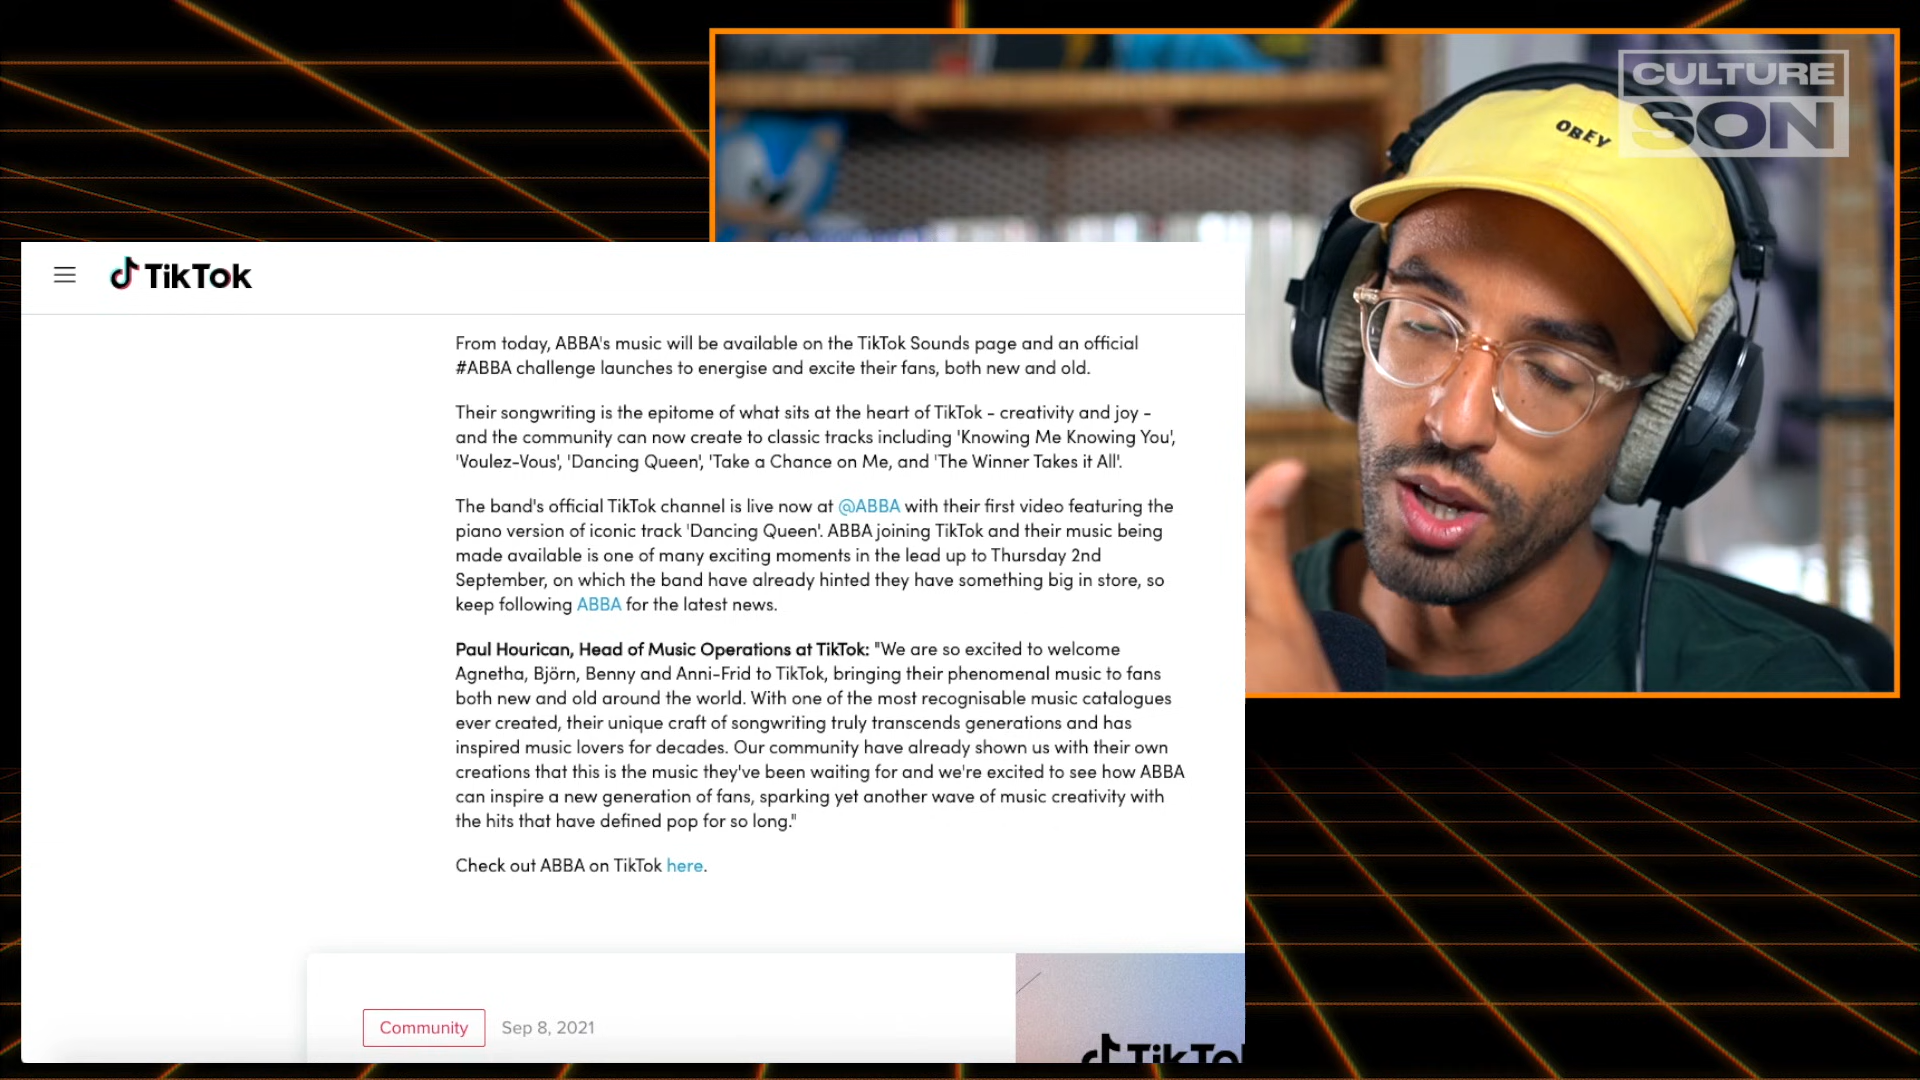 CULTURE
SON
OBEY
TikTok
From today, ABBA's music will be available on the TikTok Sounds page and an official
#ABBA challenge launches to energise and excite their fans, both new and old.
Their songwriting is the epitome of what sits at the heart of TikTok - creativity and joy -
and the community can now create to classic tracks including 'Knowing Me Knowing You',
'Voulez-Vous', 'Dancing Queen', 'Take a Chance on Me, and 'The Winner Takes it All'.
The band's official TikTok channel is live now at @ABBA with their first video featuring the
piano version of iconic track 'Dancing Queen'. ABBA joining TikTok and their music being
made available is one of many exciting moments in the lead up to Thursday 2nd
September, on which the band have already hinted they have something big in store, so
keep following ABBA for the latest news.
Paul Hourican, Head of Music Operations at TikTok: "We are so excited to welcome
Agnetha, Björn, Benny and Anni-Frid to TikTok, bringing their phenomenal music to fans
both new and old around the world. With one of the most recognisable music catalogues
ever created, their unique craft of songwriting truly transcends generations and has
inspired music lovers for decades. Our community have already shown us with their own
creations that this is the music they've been waiting for and we're excited to see how ABBA
can inspire a new generation of fans, sparking yet another wave of music creativity with
the hits that have defined pop for so long."
Check out ABBA on TikTok here.
Community Sep 8, 2021
TikTok